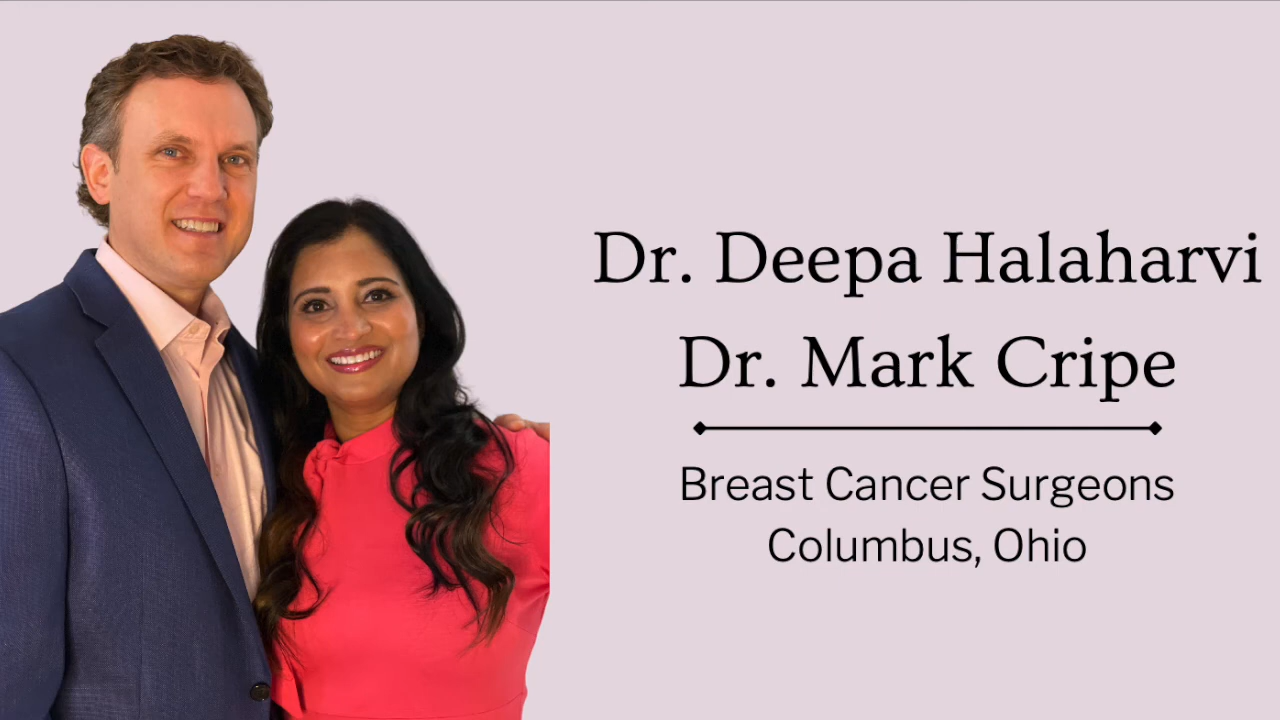 Dr. Deepa Halaharvi
Dr. Mark Cripe
Breast Cancer Surgeons
Columbus, Ohio